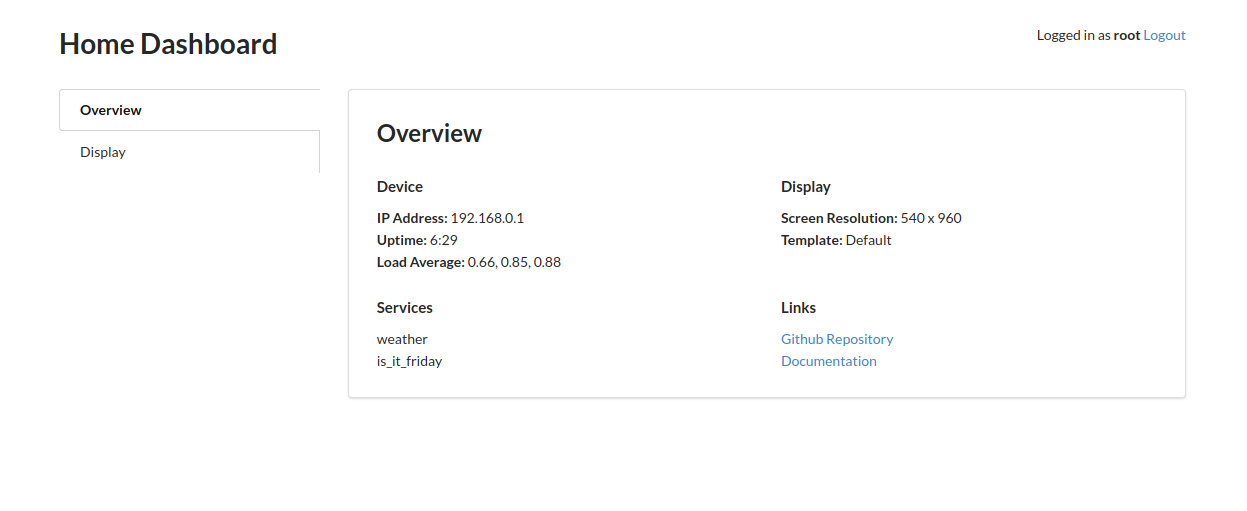 Home Dashboard
Logged in as root Logout
Overview
Display
Overview
Device
IP Address: 192.168.0.1
Uptime: 6:29
Load Average: 0.66, 0.85, 0.88
Display
Screen Resolution: 540 x 960
Template: Default
Services
weather
is_it_friday
Links
Github Repository
Documentation